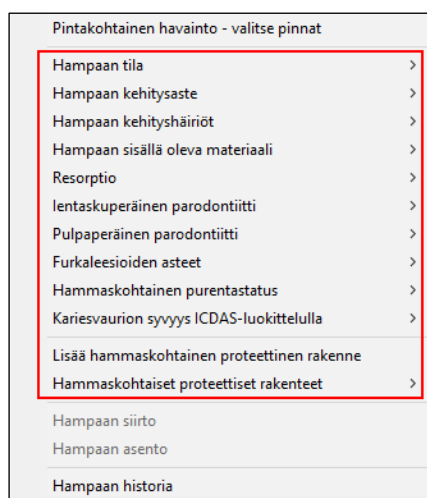 Pintakohtainen havainto - valitse pinnat
Hampaan tila
Hampaan kehitysaste
Hampaan kehityshäiriöt
Hampaan sisällä oleva materiaali
Resorptio
Ientaskuperäinen parodontiitti
Pulpaperäinen parodontiitti
Furkaleesioiden asteet
Hammaskohtainen purentastatus
Kariesvaurion syvyys ICDAS-luokittelulla
Lisää hammaskohtainen proteettinen rakenne
Hammaskohtaiset proteettiset rakenteet
Hampaan siirto
Hampaan asento
Hampaan historia